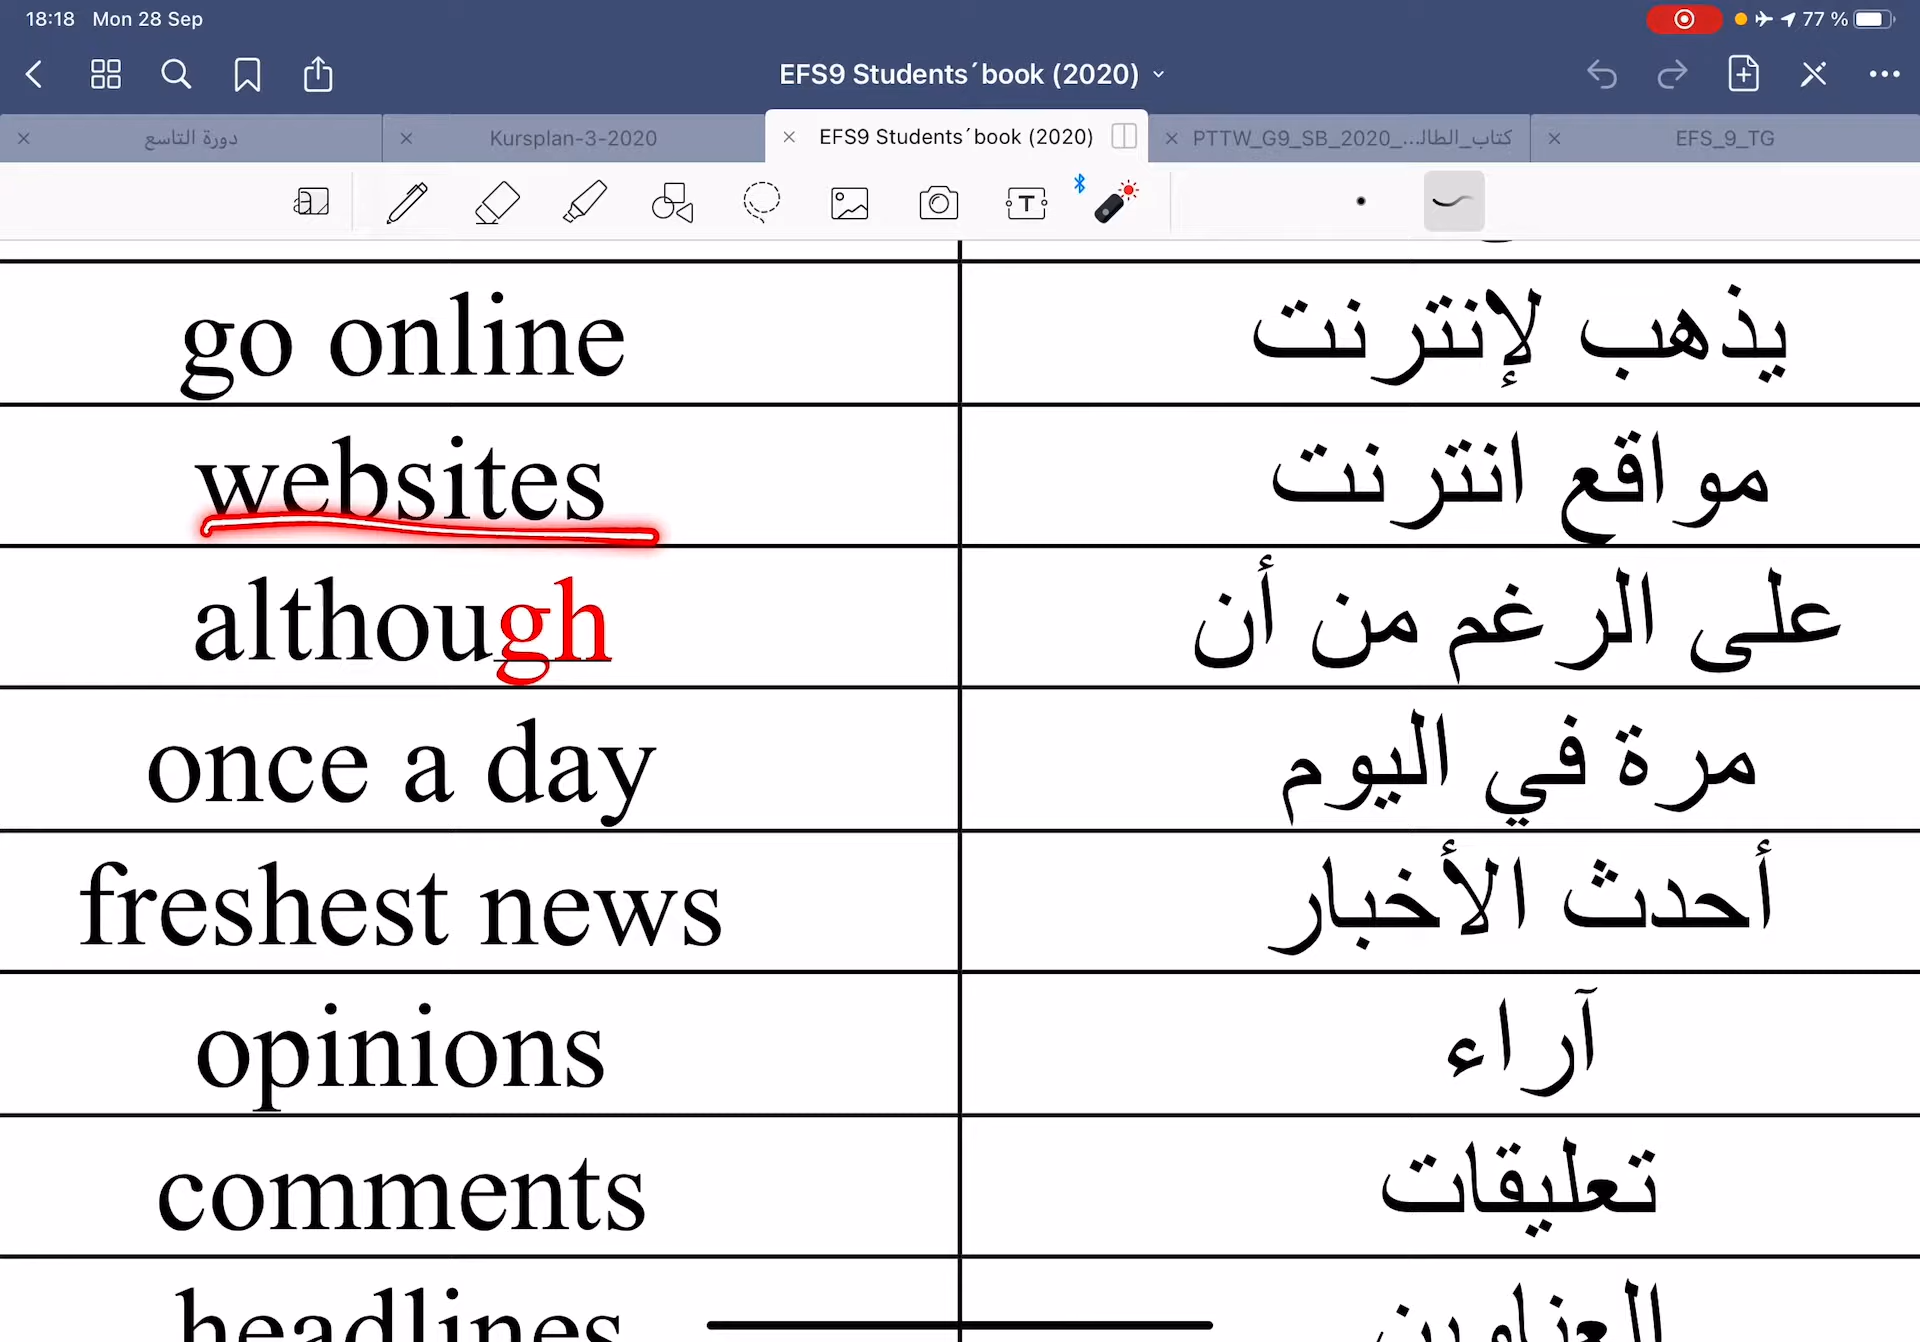 18:18 Mon 28 Sep
77 %
EFS9 Students´book (2020)
دورة التاسع
Kursplan-3-2020
EFS9 Students´book (2020)
PTTW_G9_SB_2020_...كتاب_الطال
EFS_9_TG
go online يذهب لإنترنت
websites مواقع انترنت
although على الرغم من أن
once a day مرة في اليوم
freshest news أحدث الأخبار
opinions آراء
comments تعليقات
headlines العناوين